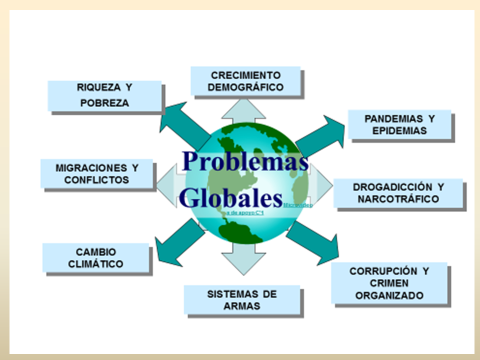 CRECIMIENTO
DEMOGRÁFICO
RIQUEZA Y
POBREZA
PANDEMIAS Y
EPIDEMIAS
Problemas
Globales
MIGRACIONES Y
CONFLICTOS
DROGADICCIÓN Y
NARCOTRÁFICO
CAMBIO
CLIMÁTICO
CORRUPCIÓN Y
CRIMEN
ORGANIZADO
SISTEMAS DE
ARMAS